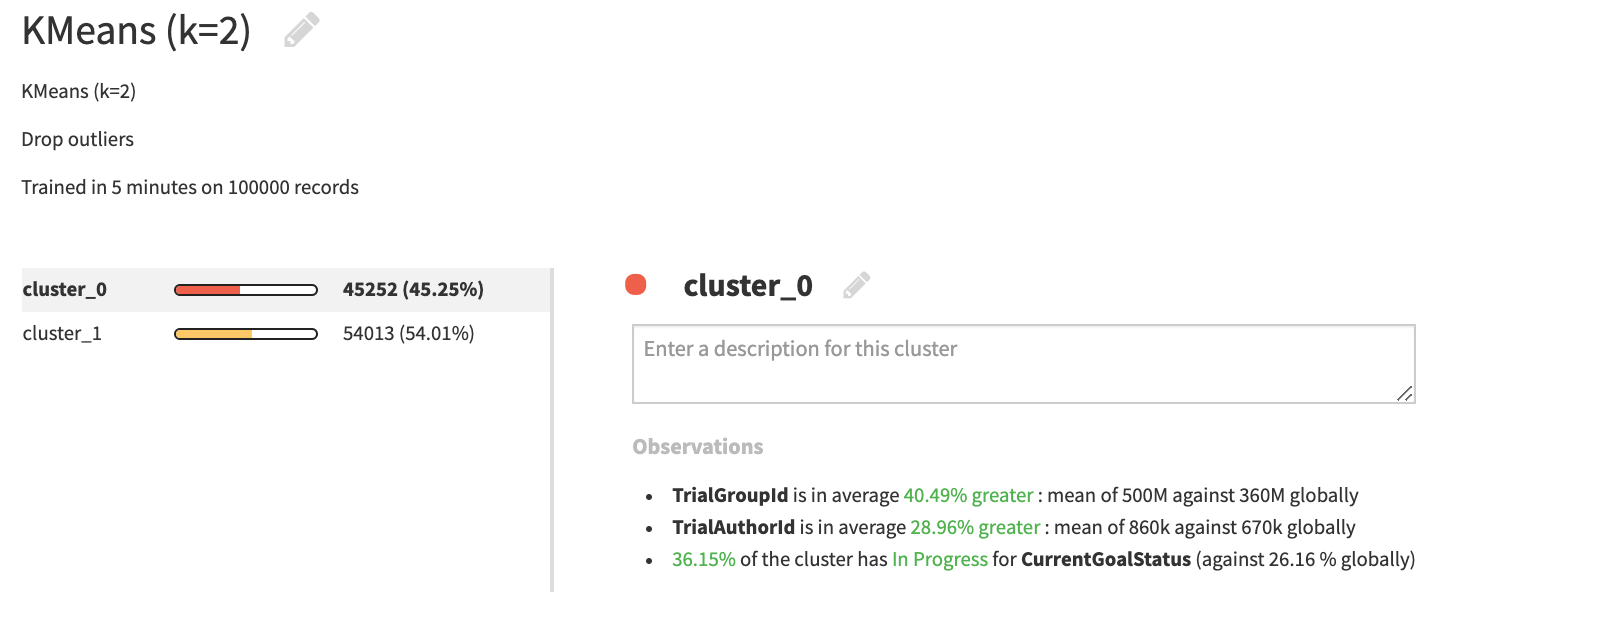 KMeans (k=2)
KMeans (k=2)
Drop outliers
Trained in 5 minutes on 100000 records
cluster_0 45252 (45.25%)
cluster_1 54013 (54.01%)
cluster_0
Enter a description for this cluster
Observations
• TrialGroupId is in average 40.49% greater : mean of 500M against 360M globally
• TrialAuthorId is in average 28.96% greater : mean of 860k against 670k globally
• 36.15% of the cluster has In Progress for CurrentGoalStatus (against 26.16 % globally)